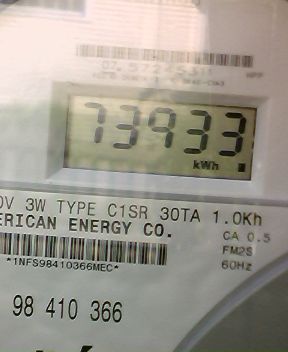 73933
kWh
V 3W TYPE C1SR 30TA 1.0Kh
ERICAN ENERGY CO.
CA 0.5
FM2S
60Hz
*1NFS98410366MEC*
98 410 366